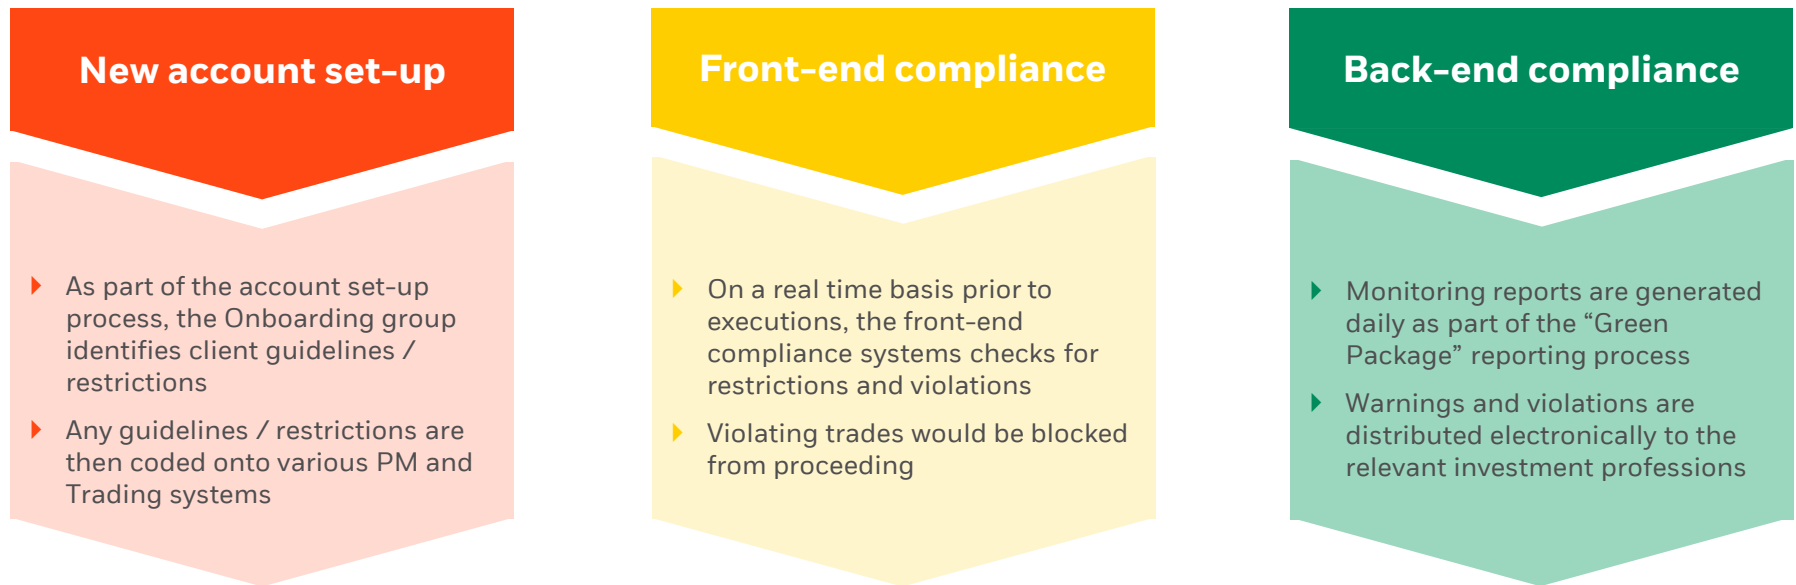 New account set-up
As part of the account set-up
process, the Onboarding group
identifies client guidelines /
restrictions
Any guidelines / restrictions are
then coded onto various PM and
Trading systems
Front-end compliance
On a real time basis prior to
executions, the front-end
compliance systems checks for
restrictions and violations
Violating trades would be blocked
from proceeding
Back-end compliance
Monitoring reports are generated
daily as part of the “Green
Package” reporting process
Warnings and violations are
distributed electronically to the
relevant investment professions